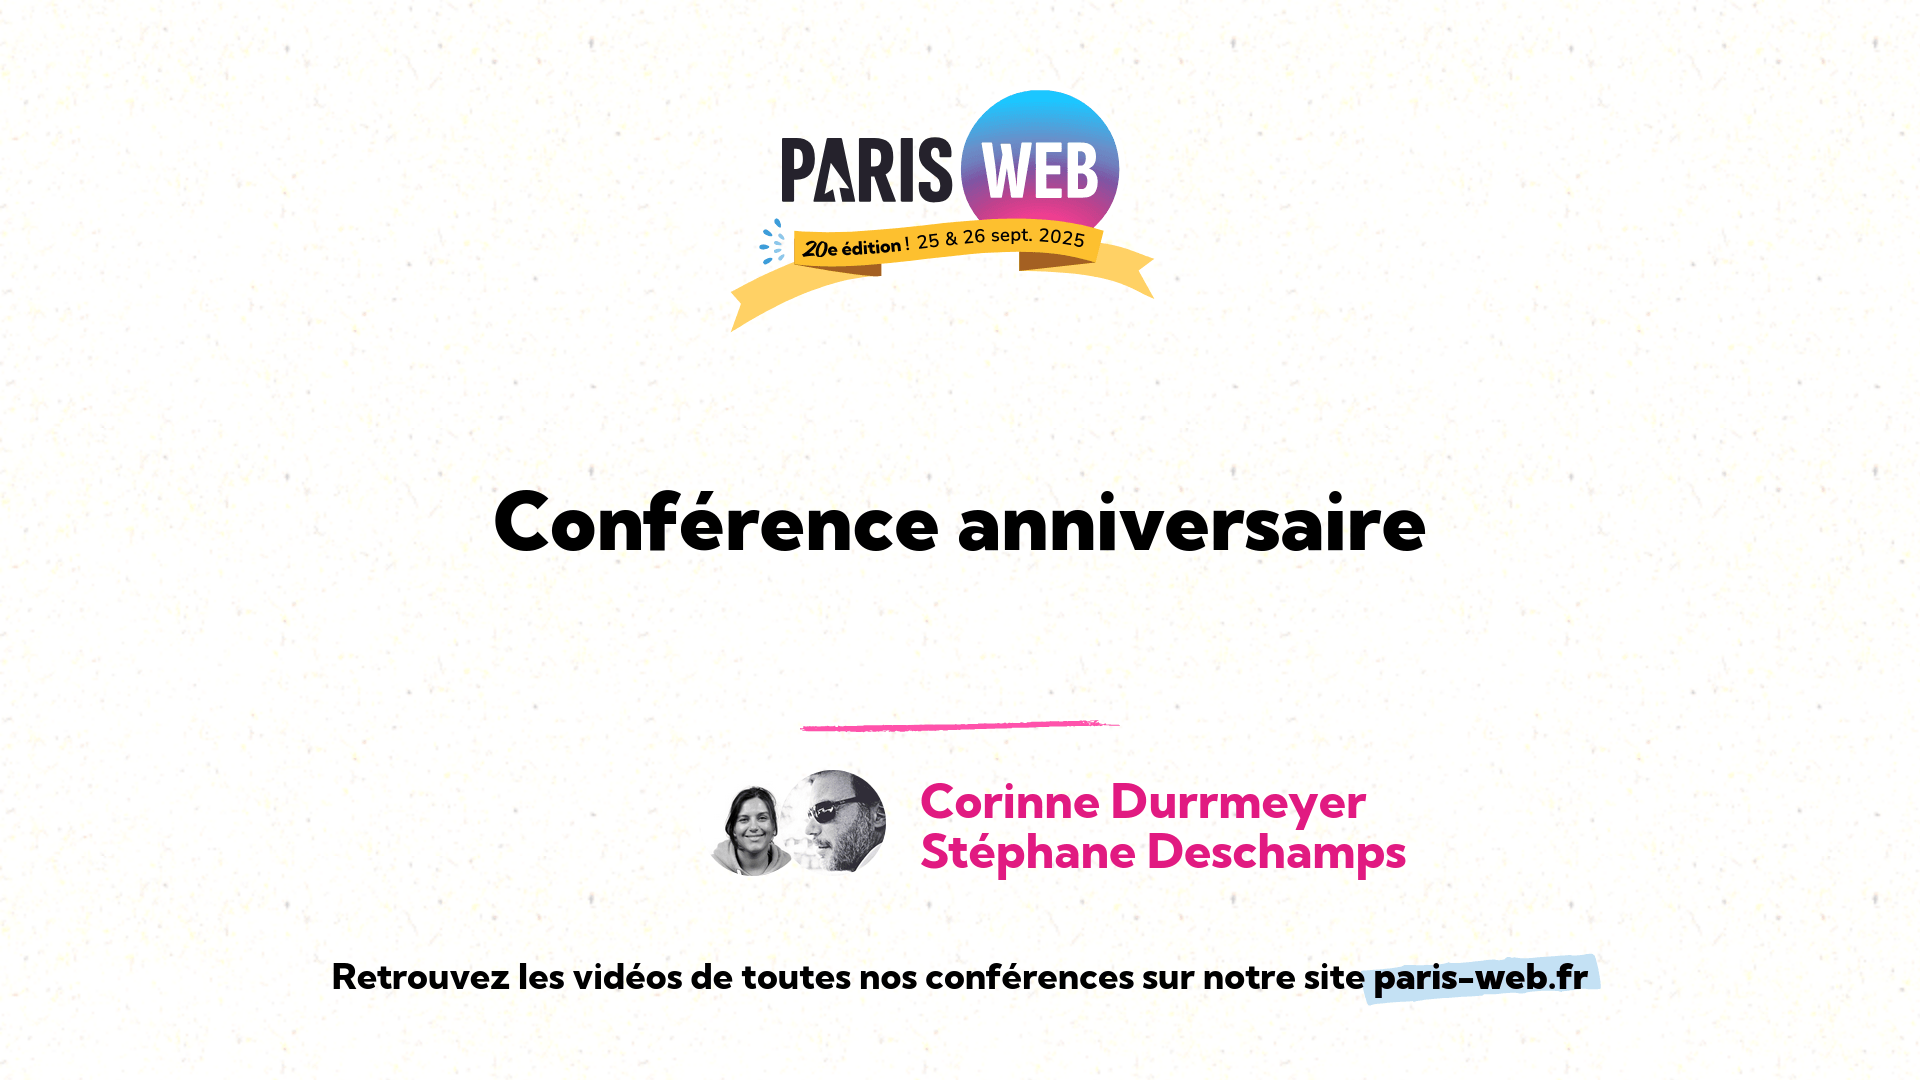 PARIS WEB
20e édition ! 25 & 26 sept. 2025
Conférence anniversaire
Corinne Durrmeyer
Stéphane Deschamps
Retrouvez les vidéos de toutes nos conférences sur notre site paris-web.fr